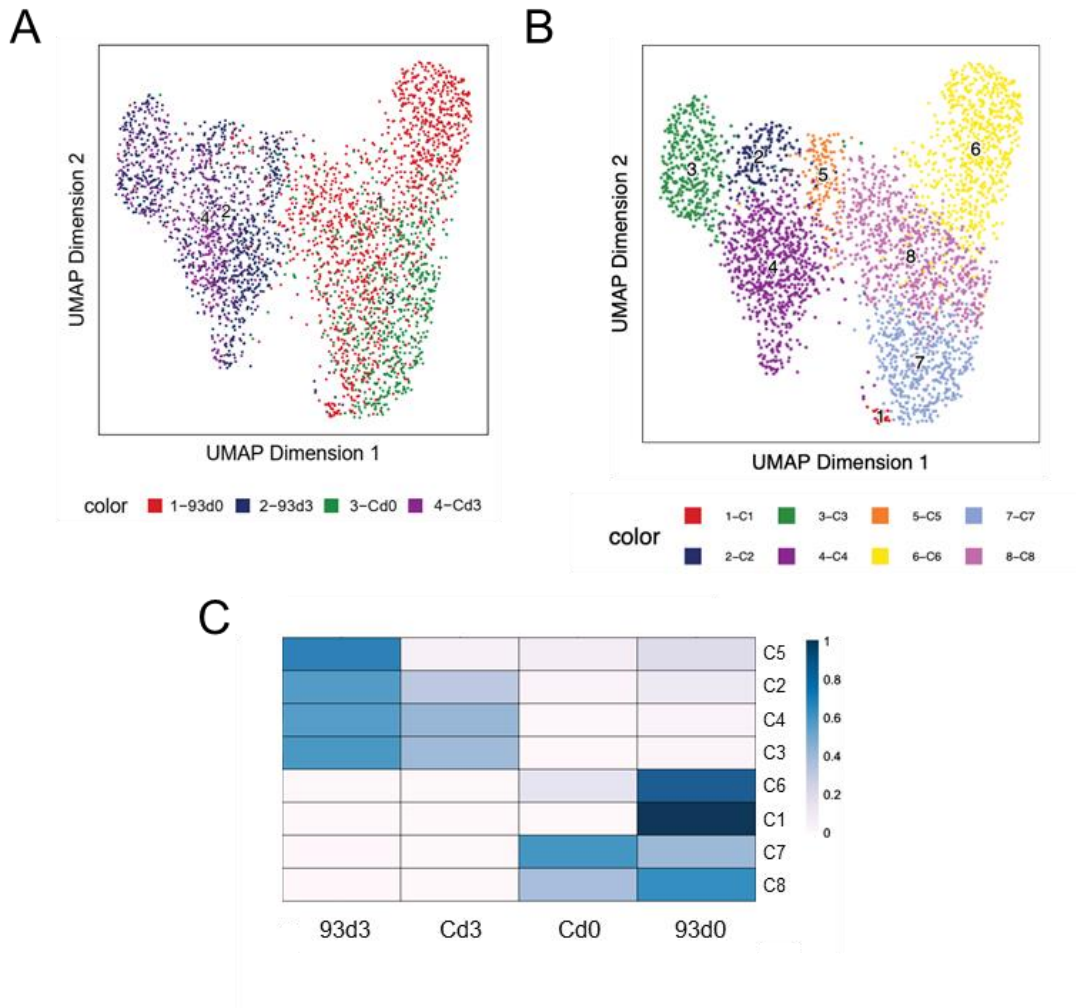 A
UMAP Dimension 2
1
2
3
4
UMAP Dimension 1
color 1-93d0 2-93d3 3-Cd0 4-Cd3
B
UMAP Dimension 2
6
2
3
5
8
4
7
1
UMAP Dimension 1
color
1-C1 3-C3 5-C5 7-C7
2-C2 4-C4 6-C6 8-C8
C
C5
C2
C4
C3
C6
C1
C7
C8
1
0.8
0.6
0.4
0.2
0
93d3 Cd3 Cd0 93d0